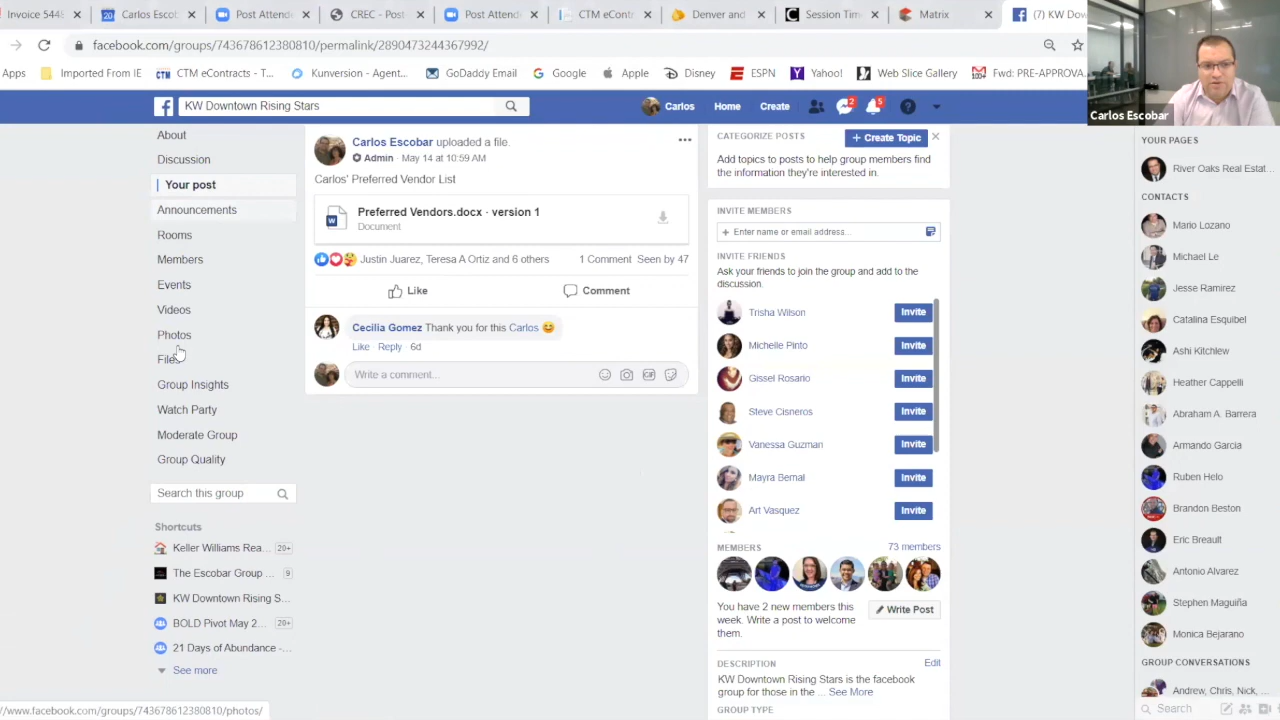 Invoice 544
Carlos Escot
Post Attende
CREC - Post-
Post Attende
CTM eContr
Denver and
Session Tim
Matrix
(7) KW Dow
facebook.com/groups/743678612380810/permalink/2890473244367992/
Apps
Imported From IE
CTM eContracts - T...
Kunversion - Agent...
GoDaddy Email
Google
Apple
Disney
ESPN
Yahoo!
Web Slice Gallery
Fwd: PRE-APPROVA
Carlos Escobar
KW Downtown Rising Stars
Carlos
Home
Create
2
5
About
Discussion
Your post
Announcements
Rooms
Members
Events
Videos
Photos
Files
Group Insights
Watch Party
Moderate Group
Group Quality
Search this group
Shortcuts
Keller Williams Rea... 20+
The Escobar Group ... 9
KW Downtown Rising S...
BOLD Pivot May 2... 20+
21 Days of Abundance -...
See more
Carlos Escobar uploaded a file.
Admin · May 14 at 10:59 AM
Carlos' Preferred Vendor List
Preferred Vendors.docx · version 1
Document
Justin Juarez, Teresa A Ortiz and 6 others
1 Comment Seen by 47
Like
Comment
Cecilia Gomez Thank you for this Carlos 😊
Like Reply 6d
Write a comment...
CATEGORIZE POSTS
+ Create Topic
Add topics to posts to help group members find
the information they're interested in.
INVITE MEMBERS
+ Enter name or email address...
INVITE FRIENDS
Ask your friends to join the group and add to the
discussion.
Trisha Wilson Invite
Michelle Pinto Invite
Gissel Rosario Invite
Steve Cisneros Invite
Vanessa Guzman Invite
Mayra Bernal Invite
Art Vasquez Invite
MEMBERS
73 members
You have 2 new members this
week. Write a post to welcome
them.
Write Post
DESCRIPTION
Edit
KW Downtown Rising Stars is the facebook
group for those in the ... See More
GROUP TYPE
YOUR PAGES
River Oaks Real Estat...
CONTACTS
Mario Lozano
Michael Le
Jesse Ramirez
Catalina Esquibel
Ashi Kitchlew
Heather Cappelli
Abraham A. Barrera
Armando Garcia
Ruben Helo
Brandon Beston
Eric Breault
Antonio Alvarez
Stephen Maguiña
Monica Bejarano
GROUP CONVERSATIONS
Andrew, Chris, Nick, ...
Search
//www.facebook.com/groups/743678612380810/photos/